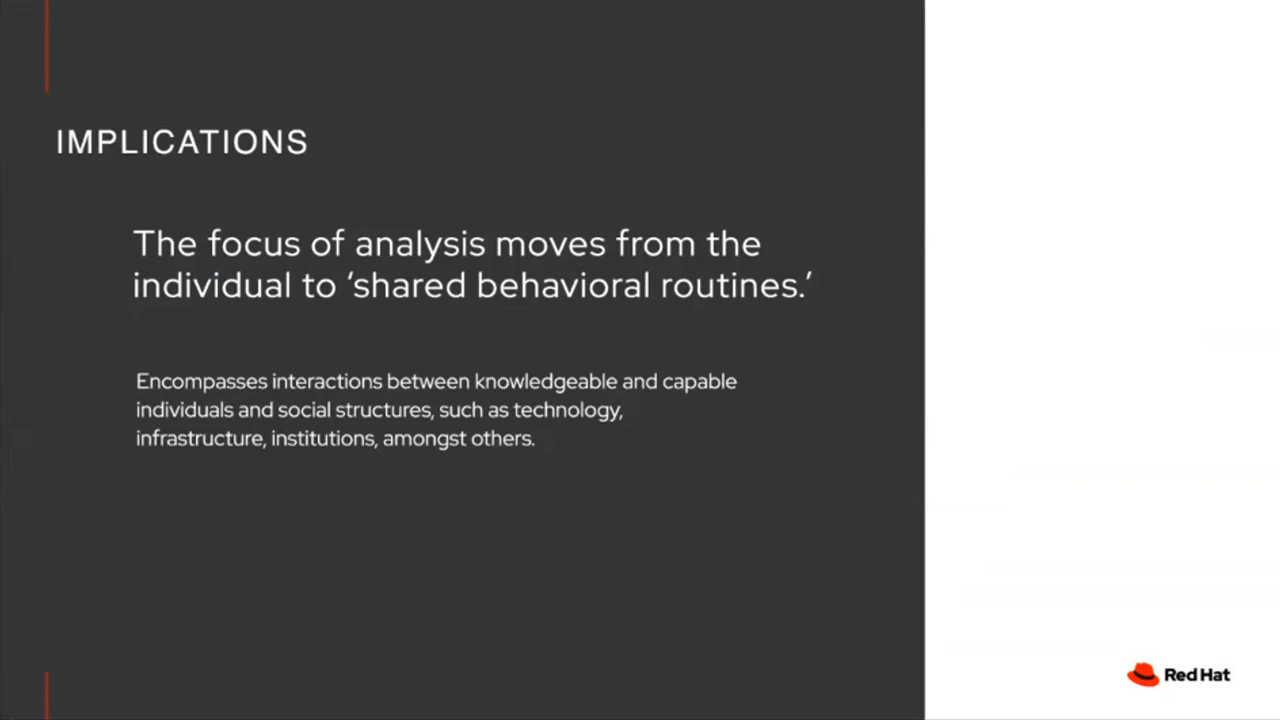 IMPLICATIONS
The focus of analysis moves from the
individual to ‘shared behavioral routines.’
Encompasses interactions between knowledgeable and capable
individuals and social structures, such as technology,
infrastructure, institutions, amongst others.
Red Hat